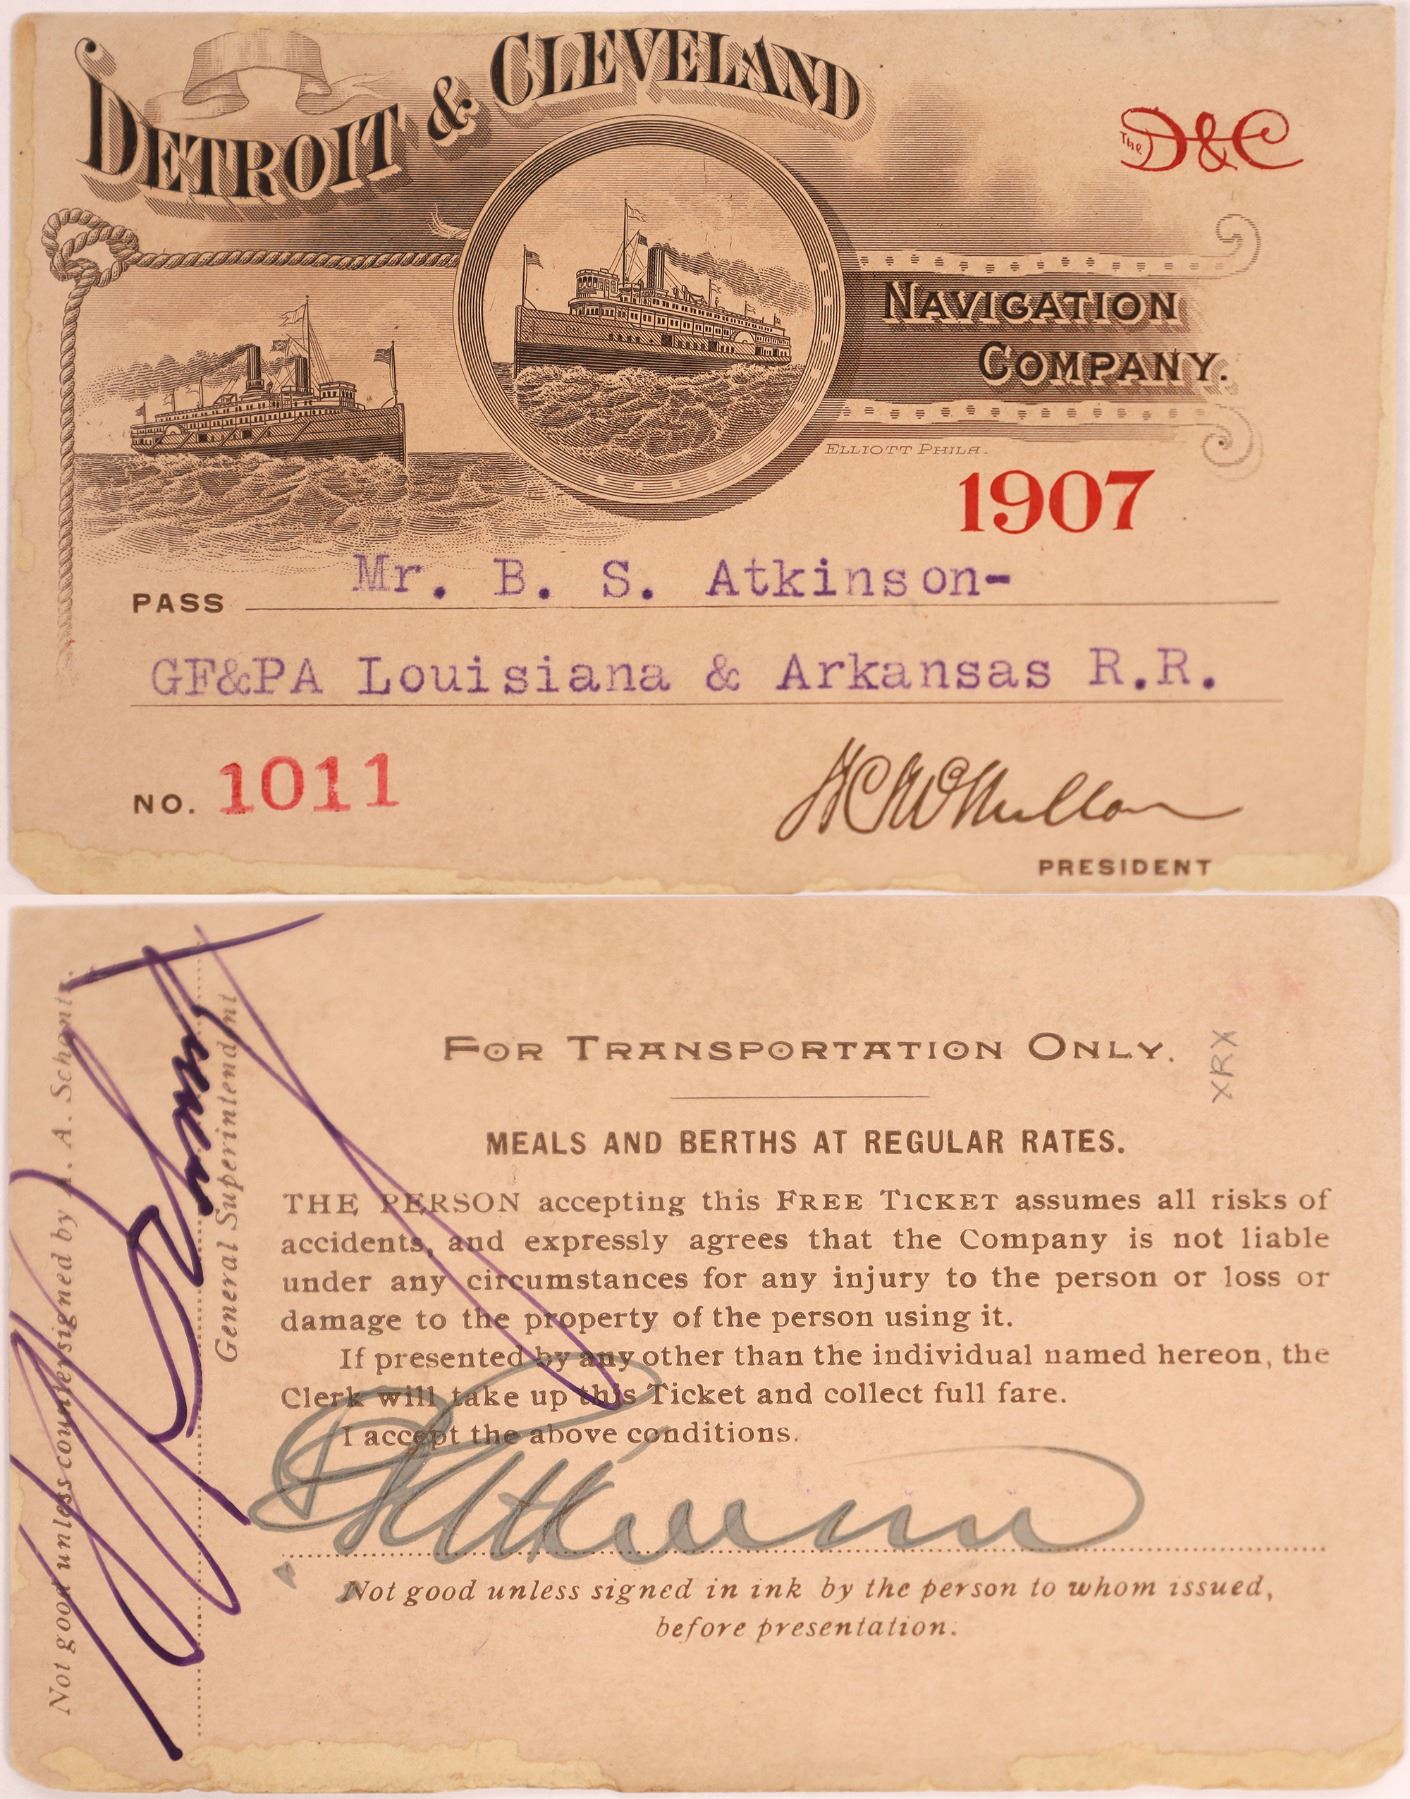 DETROIT & CLEVELAND
The D&C
NAVIGATION
COMPANY.
ELLIOTT PHILA.
1907
PASS Mr. B. S. Atkinson-
GF&PA Louisiana & Arkansas R.R.
NO. 1011
PRESIDENT
Not good unless countersigned by A. A. Schantz,
General Superintendent
FOR TRANSPORTATION ONLY.
XRX
MEALS AND BERTHS AT REGULAR RATES.
THE PERSON accepting this FREE TICKET assumes all risks of
accidents, and expressly agrees that the Company is not liable
under any circumstances for any injury to the person or loss or
damage to the property of the person using it.
If presented by any other than the individual named hereon, the
Clerk will take up this Ticket and collect full fare.
I accept the above conditions.
Not good unless signed in ink by the person to whom issued,
before presentation.